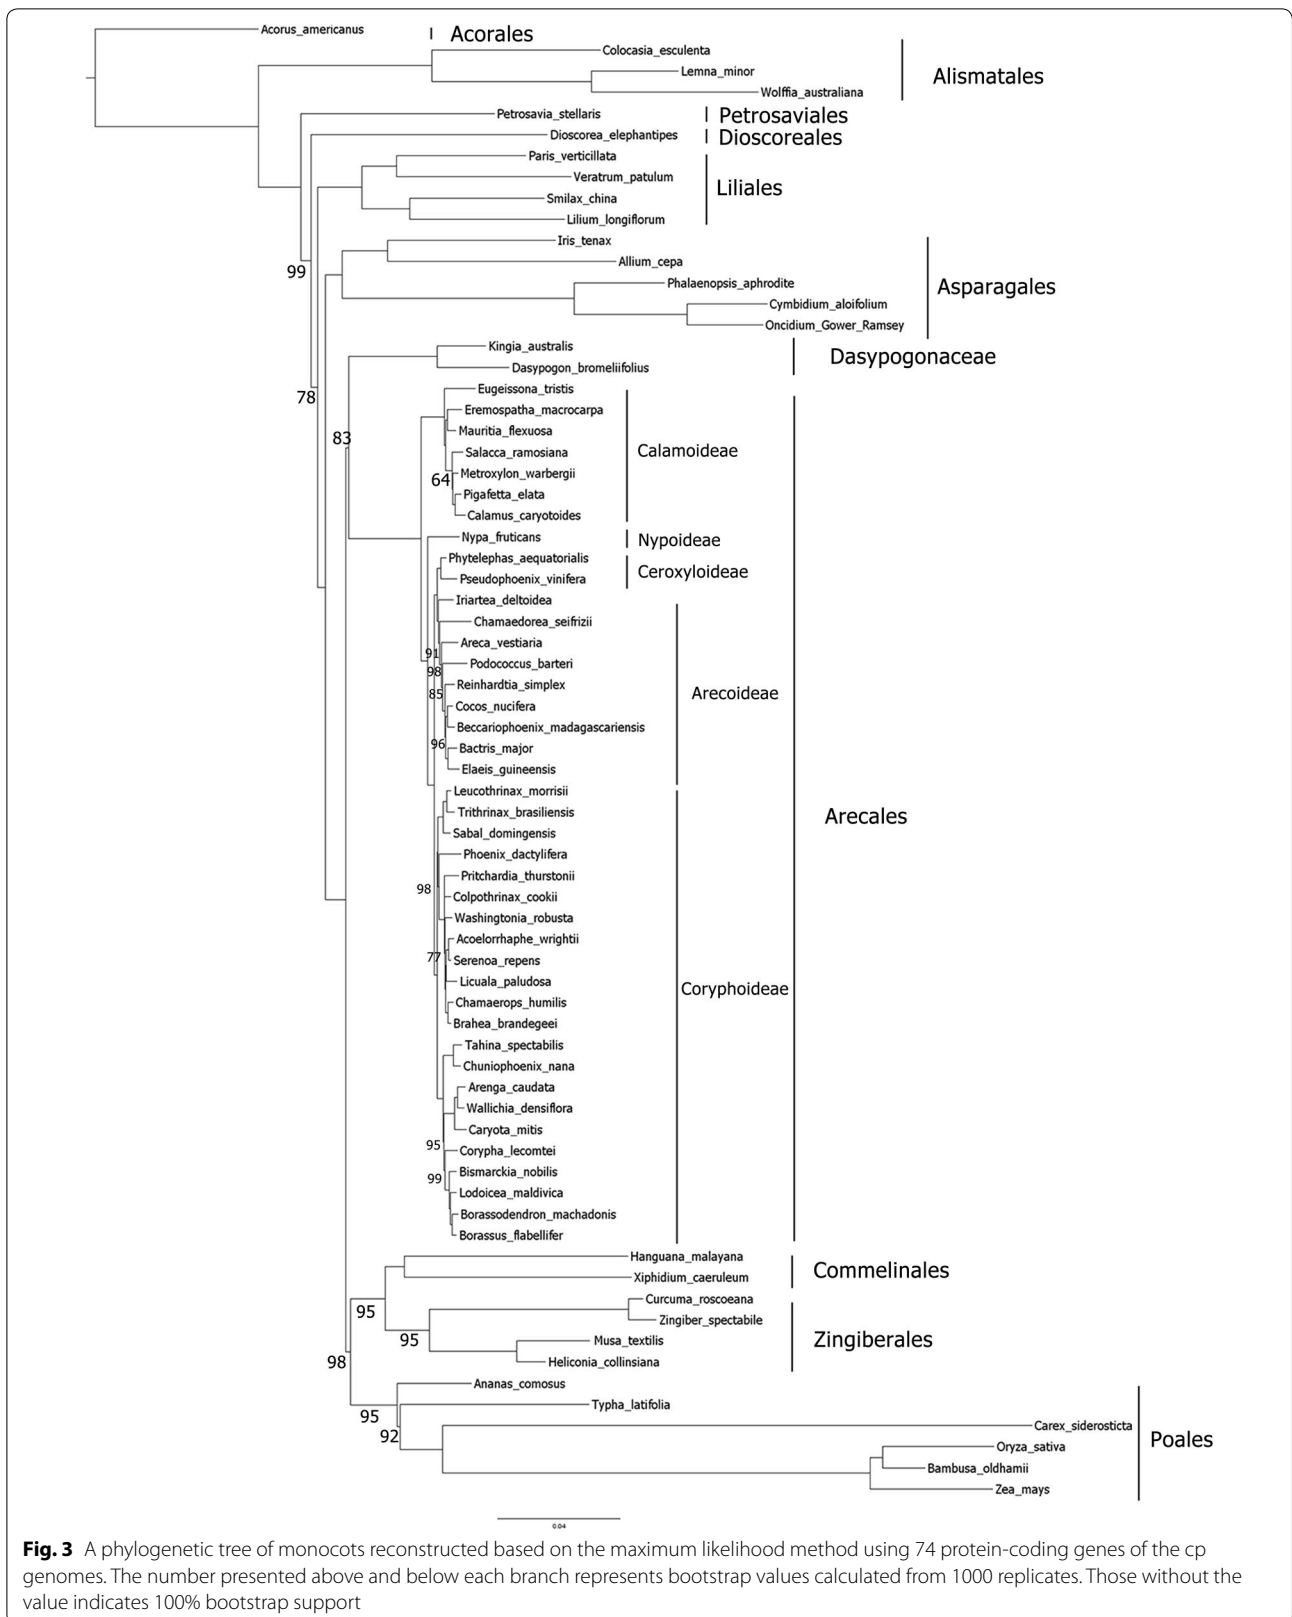 Acorus_americanus
Acorales
Colocasia_esculenta
Lemna_minor
Alismatales
Wolffia_australiana
Petrosavia_stellaris
Petrosaviales
Dioscorea_elephantipes
Dioscoreales
Paris_verticillata
Veratrum_patulum
Liliales
Smilax_china
Lilium_longiflorum
Iris_tenax
Allium_cepa
99
Phalaenopsis_aphrodite
Asparagales
Cymbidium_aloifolium
Oncidium_Gower_Ramsey
Kingia_australis
Dasypogonaceae
Dasypogon_bromeliifolius
Eugeissona_tristis
78
Eremospatha_macrocarpa
Mauritia_flexuosa
83
Calamoideae
Salacca_ramosiana
Metroxylon_warbergii
64
Pigafetta_elata
Calamus_caryotoides
Nypa_fruticans
Nypoideae
Phytelephas_aequatorialis
Ceroxyloideae
Pseudophoenix_vinifera
Iriartea_deltoidea
Chamaedorea_seifrizii
Areca_vestiaria
91
Podococcus_barteri
98
Reinhardtia_simplex
85
Arecoideae
Cocos_nucifera
Beccariophoenix_madagascariensis
96
Bactris_major
Elaeis_guineensis
Leucothrinax_morrisii
Trithrinax_brasiliensis
Arecales
Sabal_domingensis
Phoenix_dactylifera
Pritchardia_thurstonii
98
Colpothrinax_cookii
Washingtonia_robusta
Acoelorrhaphe_wrightii
77
Serenoa_repens
Licuala_paludosa
Coryphoideae
Chamaerops_humilis
Brahea_brandegeei
Tahina_spectabilis
Chuniophoenix_nana
Arenga_caudata
Wallichia_densiflora
Caryota_mitis
95
Corypha_lecomtei
Bismarckia_nobilis
99
Lodoicea_maldivica
Borassodendron_machadonis
Borassus_flabellifer
Hanguana_malayana
Commelinales
Xiphidium_caeruleum
Curcuma_roscoeana
95
Zingiber_spectabile
95
Musa_textilis
Zingiberales
Heliconia_collinsiana
98
Ananas_comosus
Typha_latifolia
95
Carex_siderosticta
92
Poales
Oryza_sativa
Bambusa_oldhamii
Zea_mays
0.04
Fig. 3 A phylogenetic tree of monocots reconstructed based on the maximum likelihood method using 74 protein-coding genes of the cp
genomes. The number presented above and below each branch represents bootstrap values calculated from 1000 replicates. Those without the
value indicates 100% bootstrap support